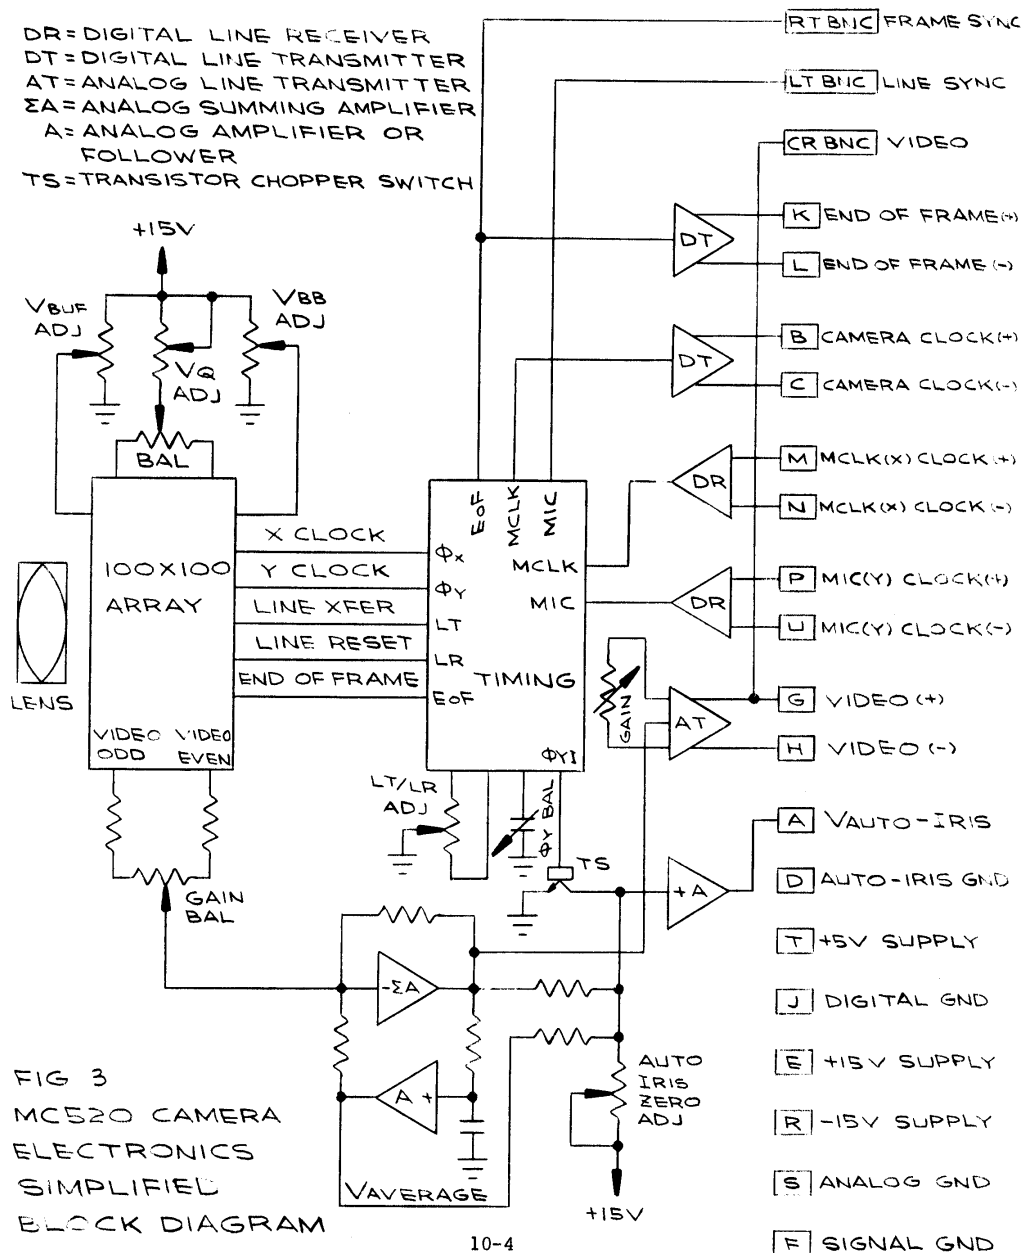 DR=DIGITAL LINE RECEIVER
DT=DIGITAL LINE TRANSMITTER
AT=ANALOG LINE TRANSMITTER
ΣA=ANALOG SUMMING AMPLIFIER
A=ANALOG AMPLIFIER OR
FOLLOWER
TS=TRANSISTOR CHOPPER SWITCH
RT BNC FRAME SYNC
LT BNC LINE SYNC
CR BNC VIDEO
DT
K END OF FRAME(+)
L END OF FRAME(-)
DT
B CAMERA CLOCK(+)
C CAMERA CLOCK(-)
DR
M MCLK(X) CLOCK(+)
N MCLK(X) CLOCK(-)
DR
P MIC(Y) CLOCK(+)
U MIC(Y) CLOCK(-)
AT
G VIDEO (+)
H VIDEO (-)
A VAUTO-IRIS
D AUTO-IRIS GND
T +5V SUPPLY
J DIGITAL GND
E +15V SUPPLY
R -15V SUPPLY
S ANALOG GND
F SIGNAL GND
+15V
VBUF
ADJ
VBB
ADJ
VQ
ADJ
BAL
100X100
ARRAY
LENS
VIDEO
ODD
VIDEO
EVEN
X CLOCK
Y CLOCK
LINE XFER
LINE RESET
END OF FRAME
EOF
MCLK
MIC
ΦX
ΦY
LT
LR
EOF
MCLK
MIC
TIMING
ΦYI
GAIN
LT/LR
ADJ
ΦY BAL
TS
+A
GAIN
BAL
-ΣA
A +
VAVERAGE
AUTO
IRIS
ZERO
ADJ
+15V
FIG 3
MC520 CAMERA
ELECTRONICS
SIMPLIFIED
BLOCK DIAGRAM
10-4